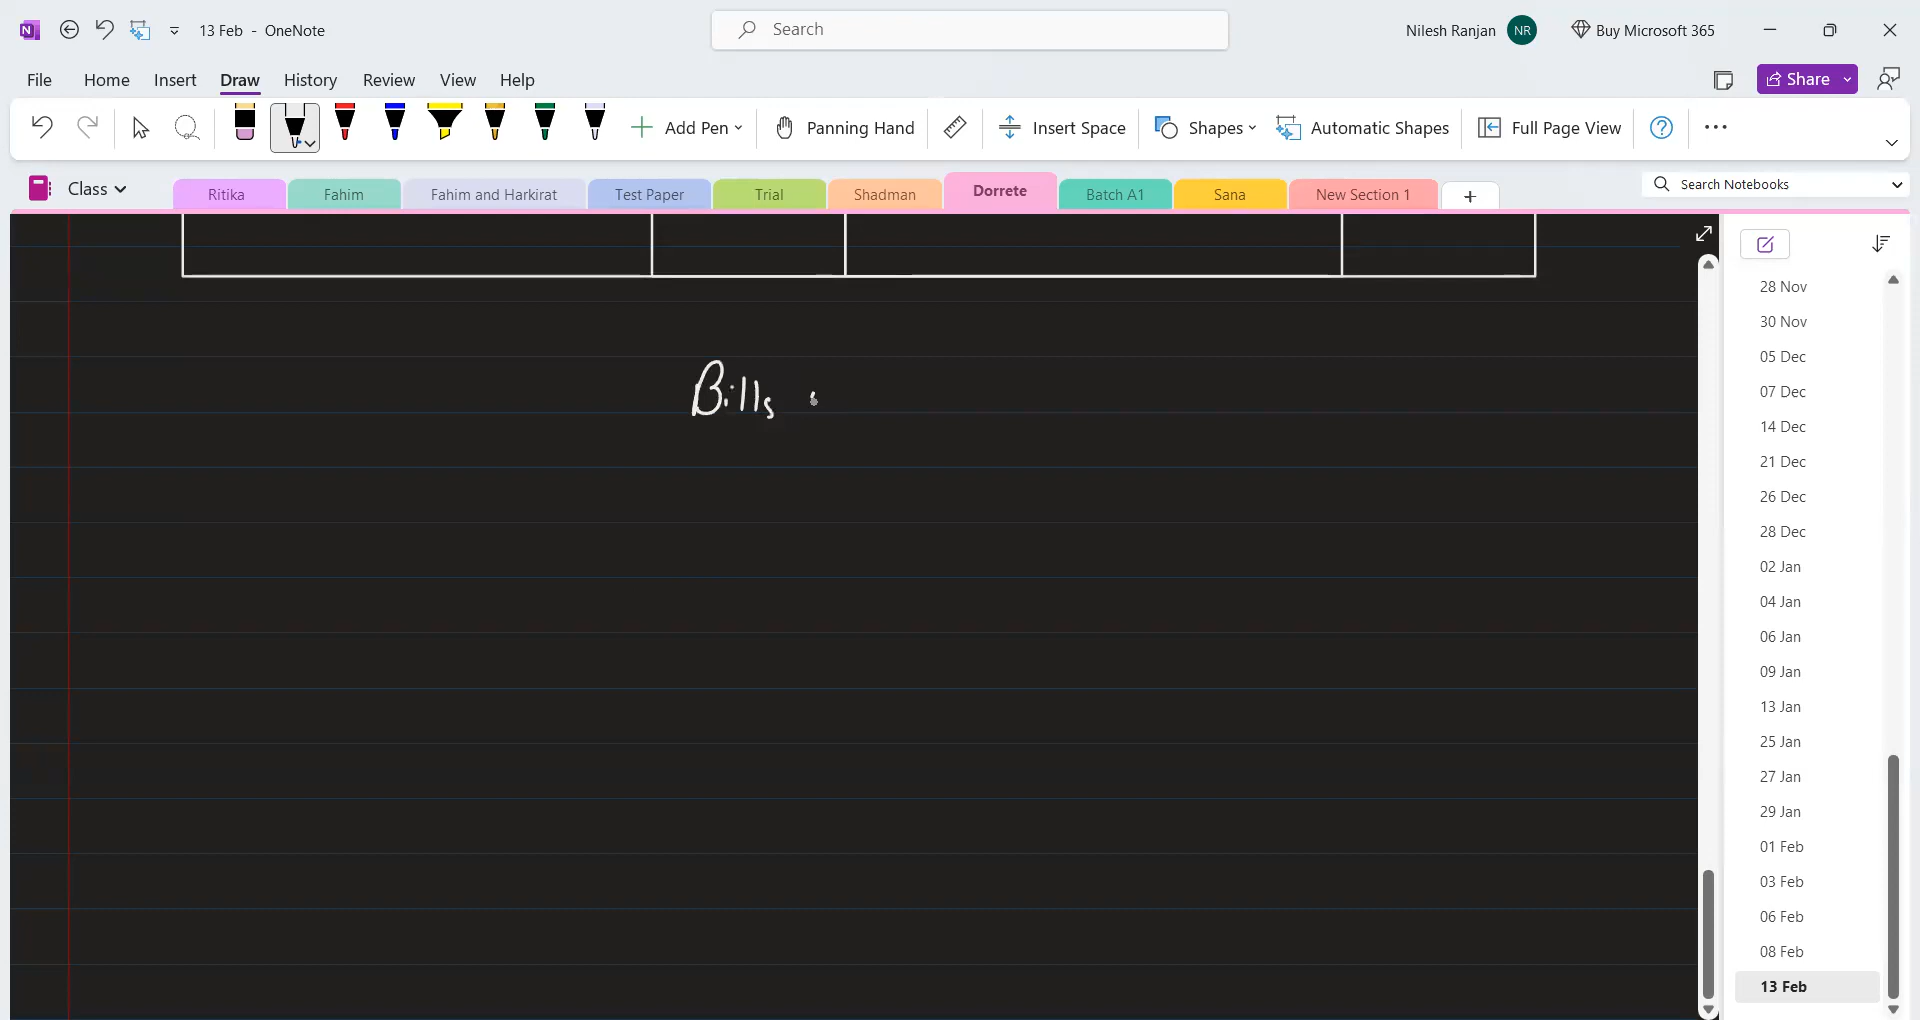 13 Feb - OneNote
Search
Nilesh Ranjan
NR
Buy Microsoft 365
File Home Insert Draw History Review View Help
Share
Add Pen
Panning Hand
Insert Space
Shapes
Automatic Shapes
Full Page View
Class
Ritika
Fahim
Fahim and Harkirat
Test Paper
Trial
Shadman
Dorrete
Batch A1
Sana
New Section 1
Search Notebooks
Bills
28 Nov
30 Nov
05 Dec
07 Dec
14 Dec
21 Dec
26 Dec
28 Dec
02 Jan
04 Jan
06 Jan
09 Jan
13 Jan
25 Jan
27 Jan
29 Jan
01 Feb
03 Feb
06 Feb
08 Feb
13 Feb